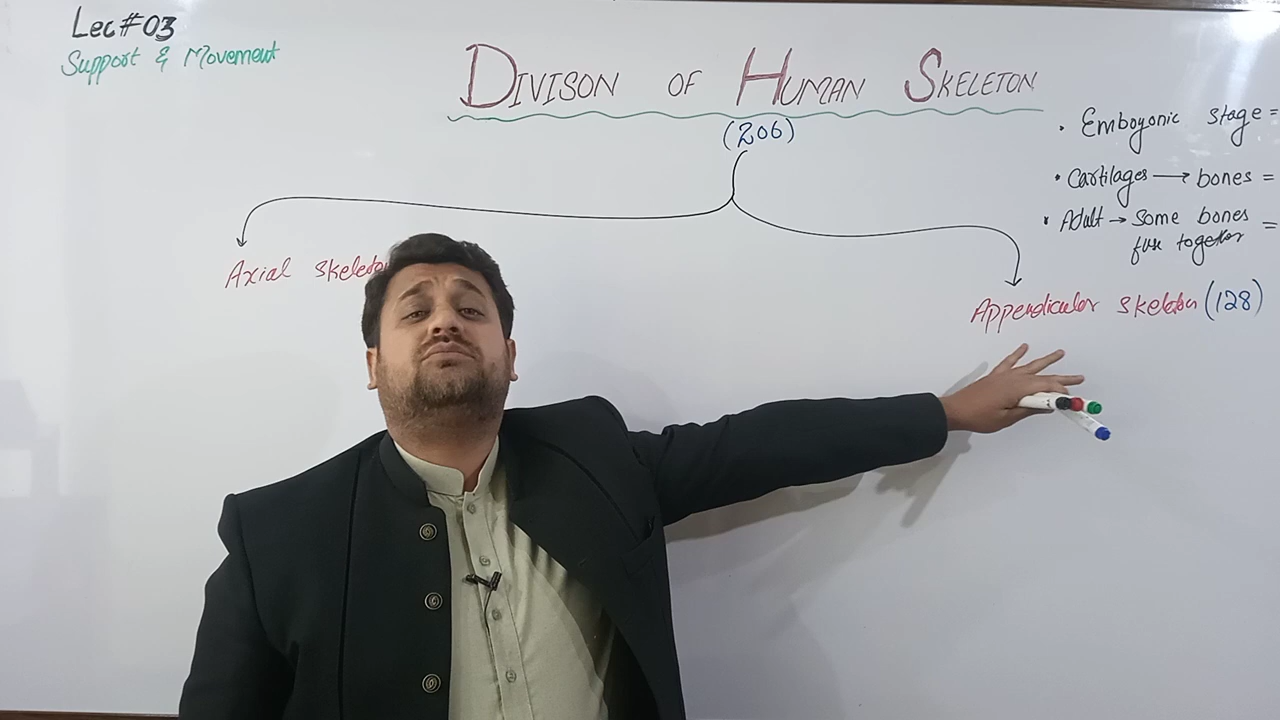 Lec#03
Support & Movement
DIVISON OF HUMAN SKELETON
(206)
• Emboyonic stage =
• Cartilages → bones =
• Adult → Some bones
fuse together =
Axial skeleton
Appendicular skeleton (128)